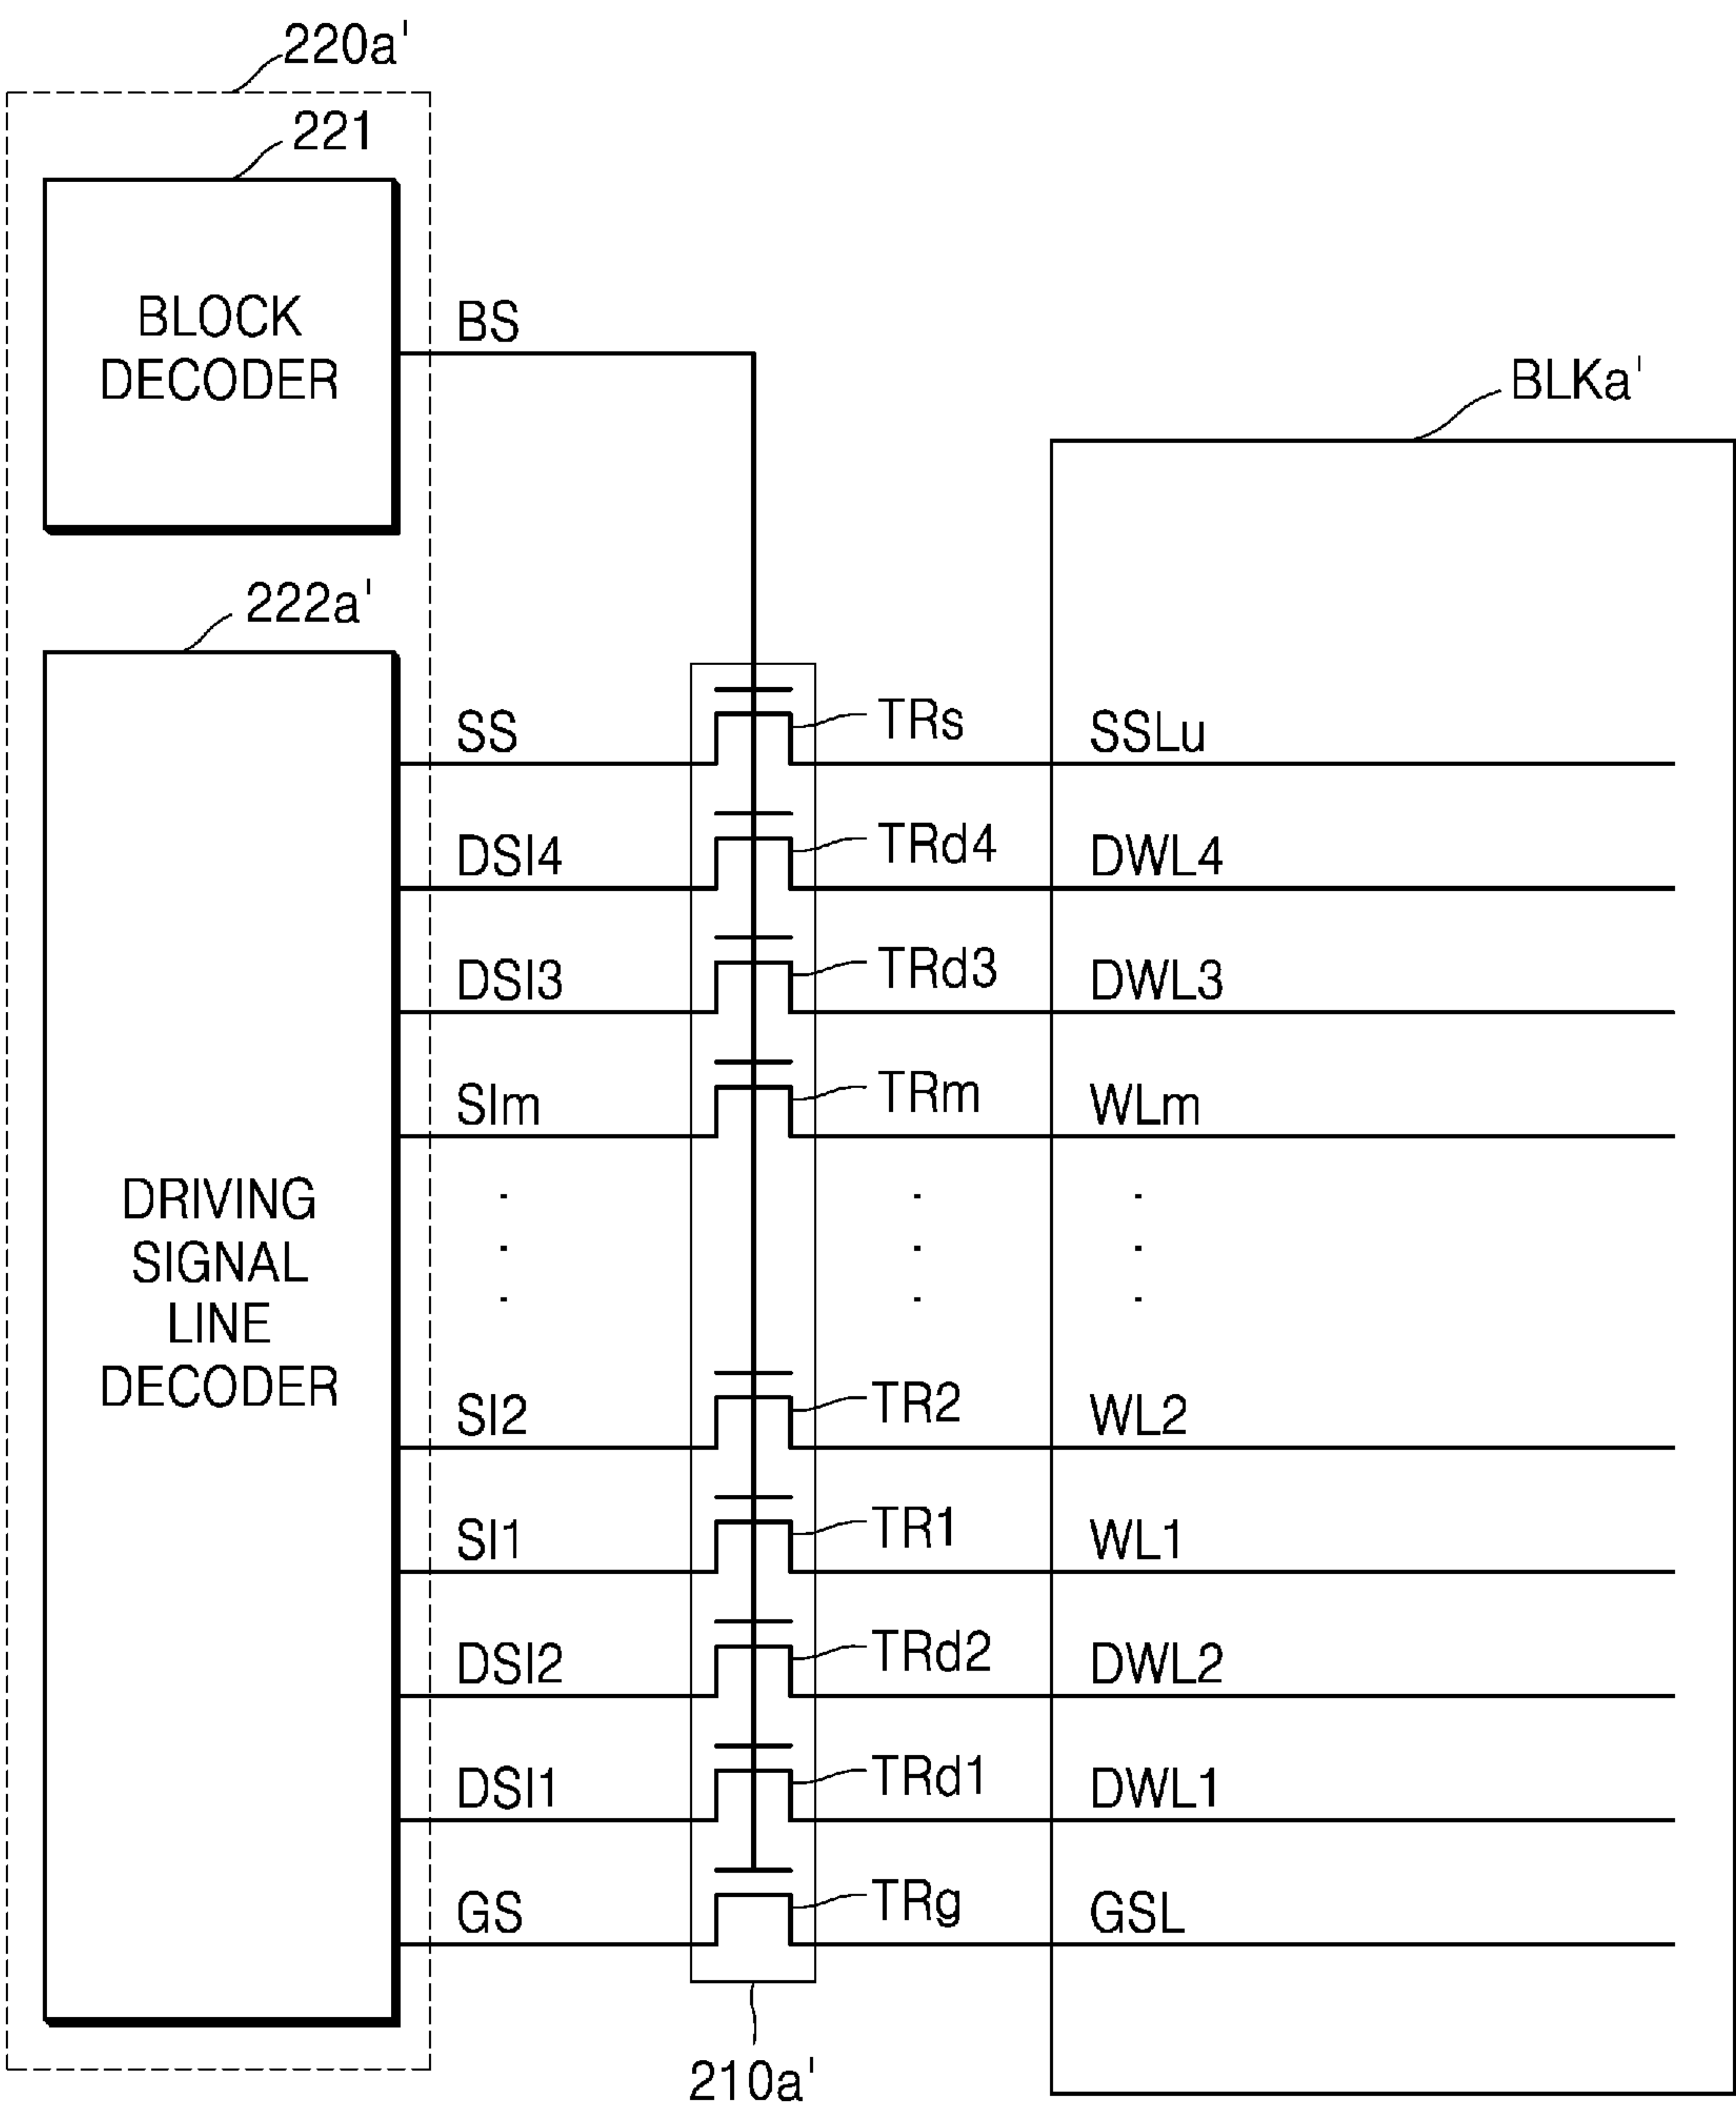 220a'
221
BLOCK
DECODER
BS
BLKa'
222a'
SS
TRs
SSLu
DSI4
TRd4
DWL4
DSI3
TRd3
DWL3
SIm
TRm
WLm
DRIVING
SIGNAL
LINE
DECODER
SI2
TR2
WL2
SI1
TR1
WL1
DSI2
TRd2
DWL2
DSI1
TRd1
DWL1
GS
TRg
GSL
210a'